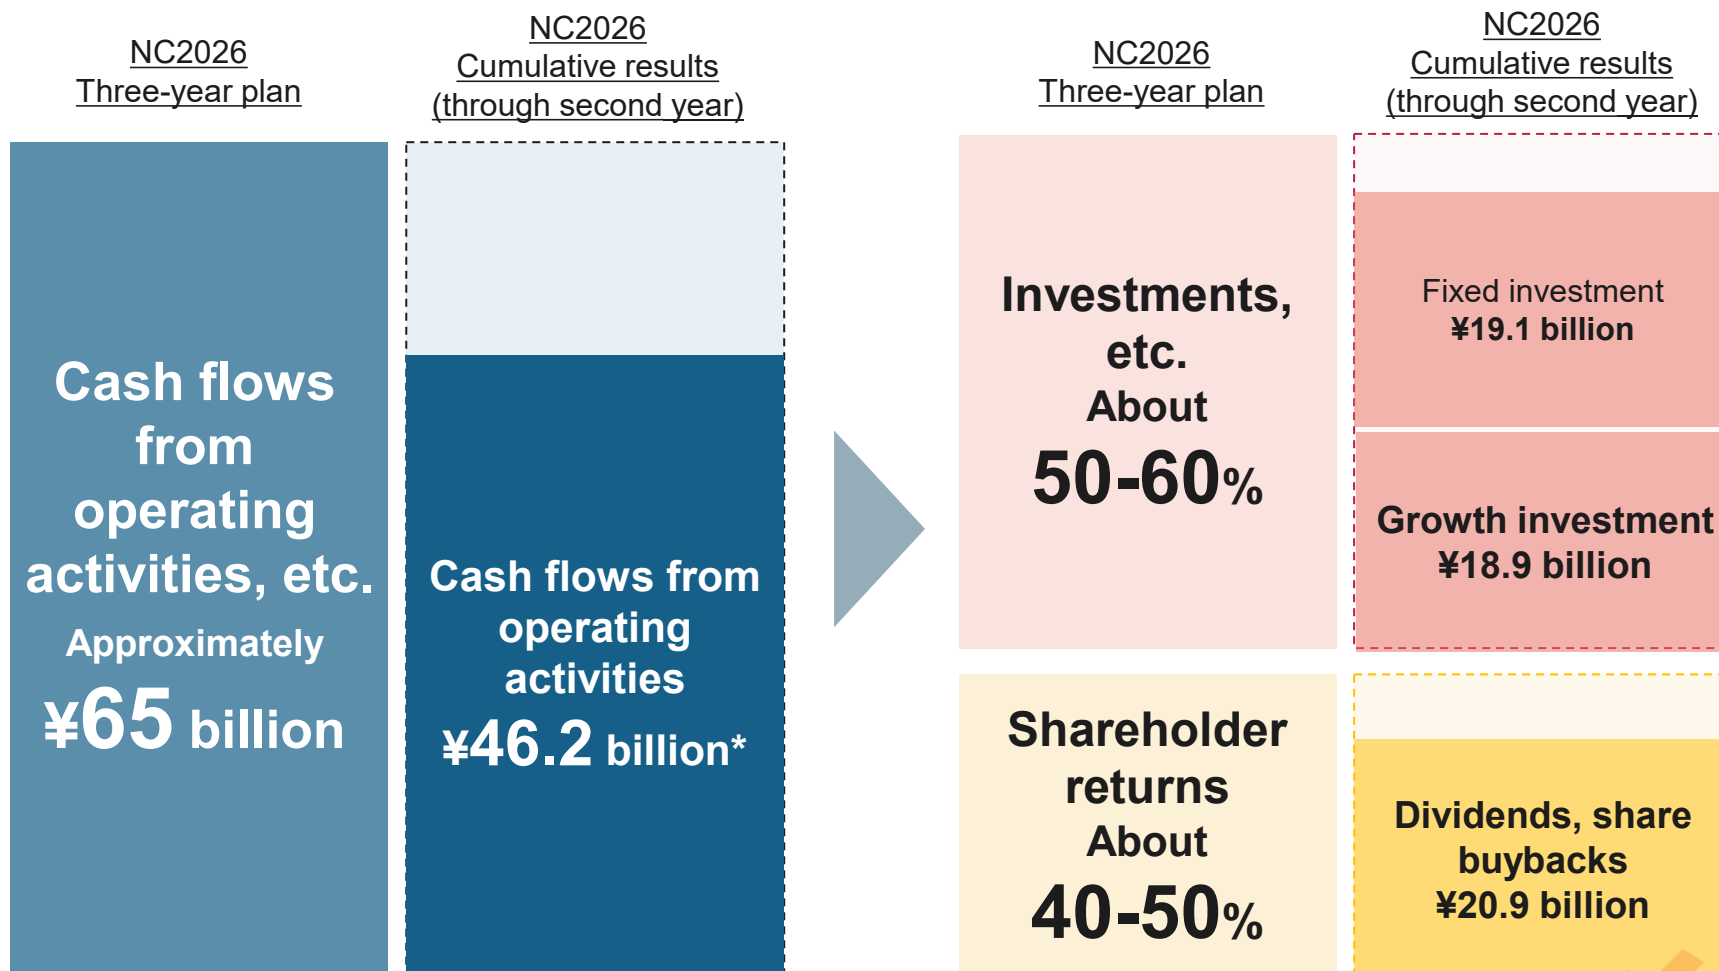 NC2026
Three-year plan
NC2026
Cumulative results
(through second year)
Cash flows
from
operating
activities, etc.
Approximately
¥65 billion
Cash flows from
operating
activities
¥46.2 billion*
NC2026
Three-year plan
NC2026
Cumulative results
(through second year)
Investments,
etc.
About
50-60%
Fixed investment
¥19.1 billion
Growth investment
¥18.9 billion
Shareholder
returns
About
40-50%
Dividends, share
buybacks
¥20.9 billion